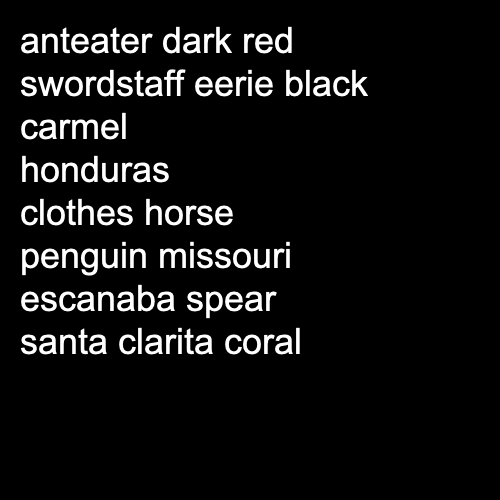 anteater dark red
swordstaff eerie black
carmel
honduras
clothes horse
penguin missouri
escanaba spear
santa clarita coral